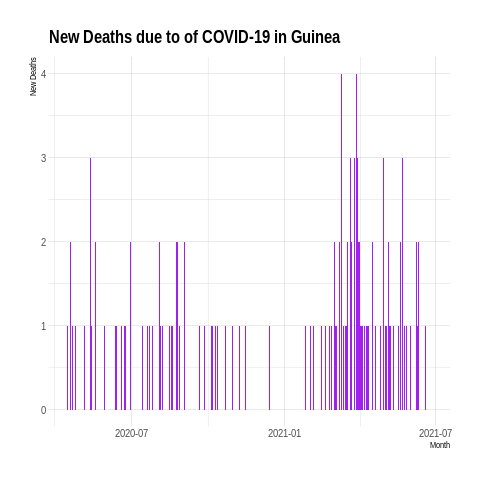 New Deaths due to of COVID-19 in Guinea
New Deaths
4
3
2
1
0
2020-07
2021-01
2021-07
Month